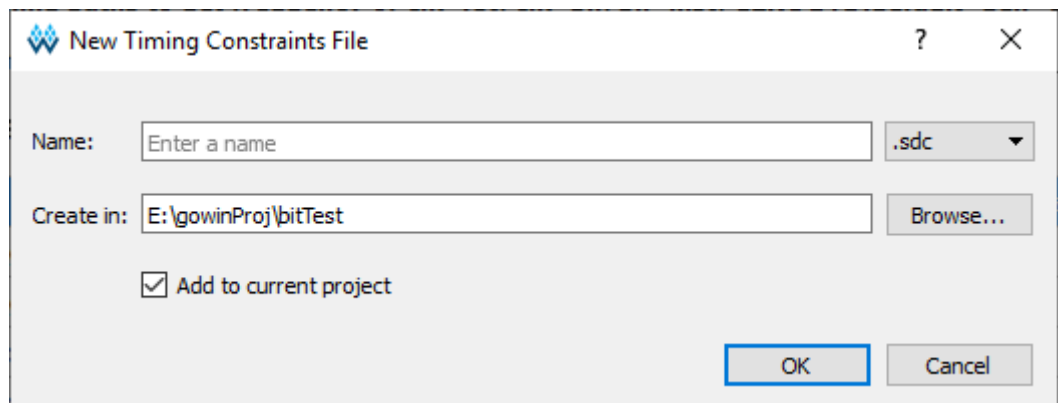 New Timing Constraints File ?
Name: Enter a name .sdc
Create in: E:\gowinProj\bitTest Browse...
Add to current project
OK Cancel